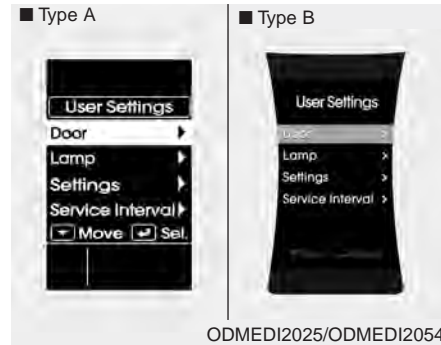 ■ Type A
User Settings
Door
Lamp
Settings
Service Interval
Move Sel.
■ Type B
User Settings
Door
Lamp
Settings
Service Interval
ODMEDI2025/ODMEDI2054